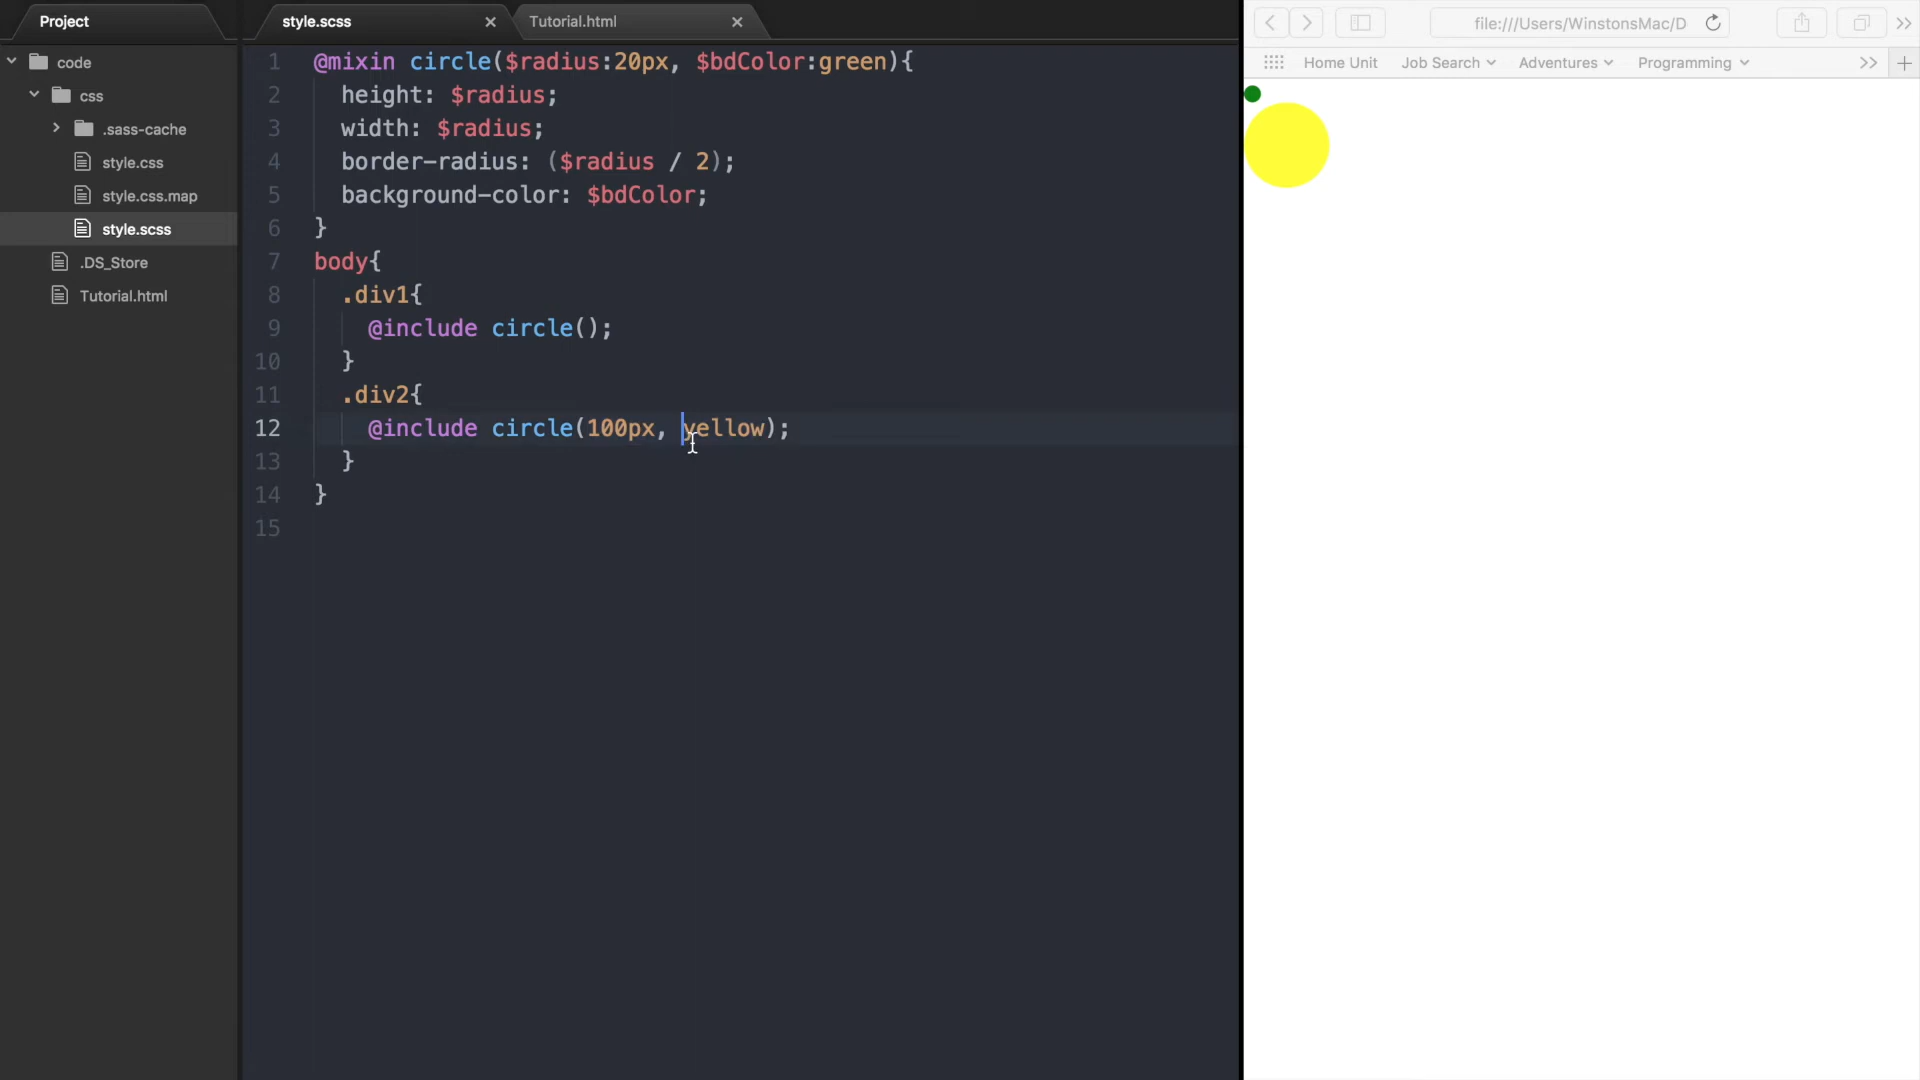 Project
style.scss
Tutorial.html
file:///Users/WinstonsMac/D
Home Unit
Job Search
Adventures
Programming
code
css
.sass-cache
style.css
style.css.map
style.scss
.DS_Store
Tutorial.html
1 @mixin circle($radius:20px, $bdColor:green){
2 height: $radius;
3 width: $radius;
4 border-radius: ($radius / 2);
5 background-color: $bdColor;
6 }
7 body{
8 .div1{
9 @include circle();
10 }
11 .div2{
12 @include circle(100px, yellow);
13 }
14 }
15